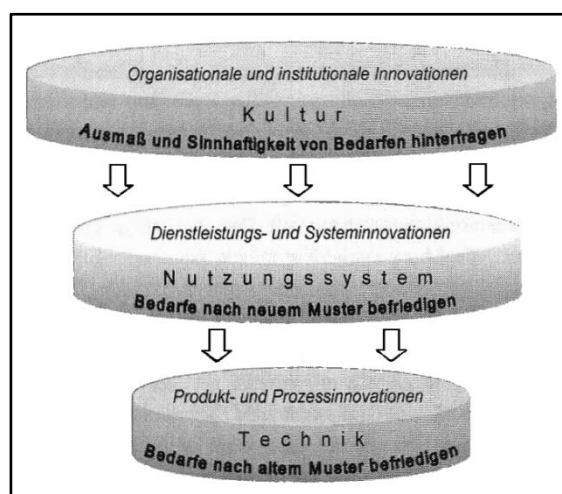 Organisationale und institutionale Innovationen
Kultur
Ausmaß und Sinnhaftigkeit von Bedarfen hinterfragen
Dienstleistungs- und Systeminnovationen
Nutzungssystem
Bedarfe nach neuem Muster befriedigen
Produkt- und Prozessinnovationen
Technik
Bedarfe nach altem Muster befriedigen